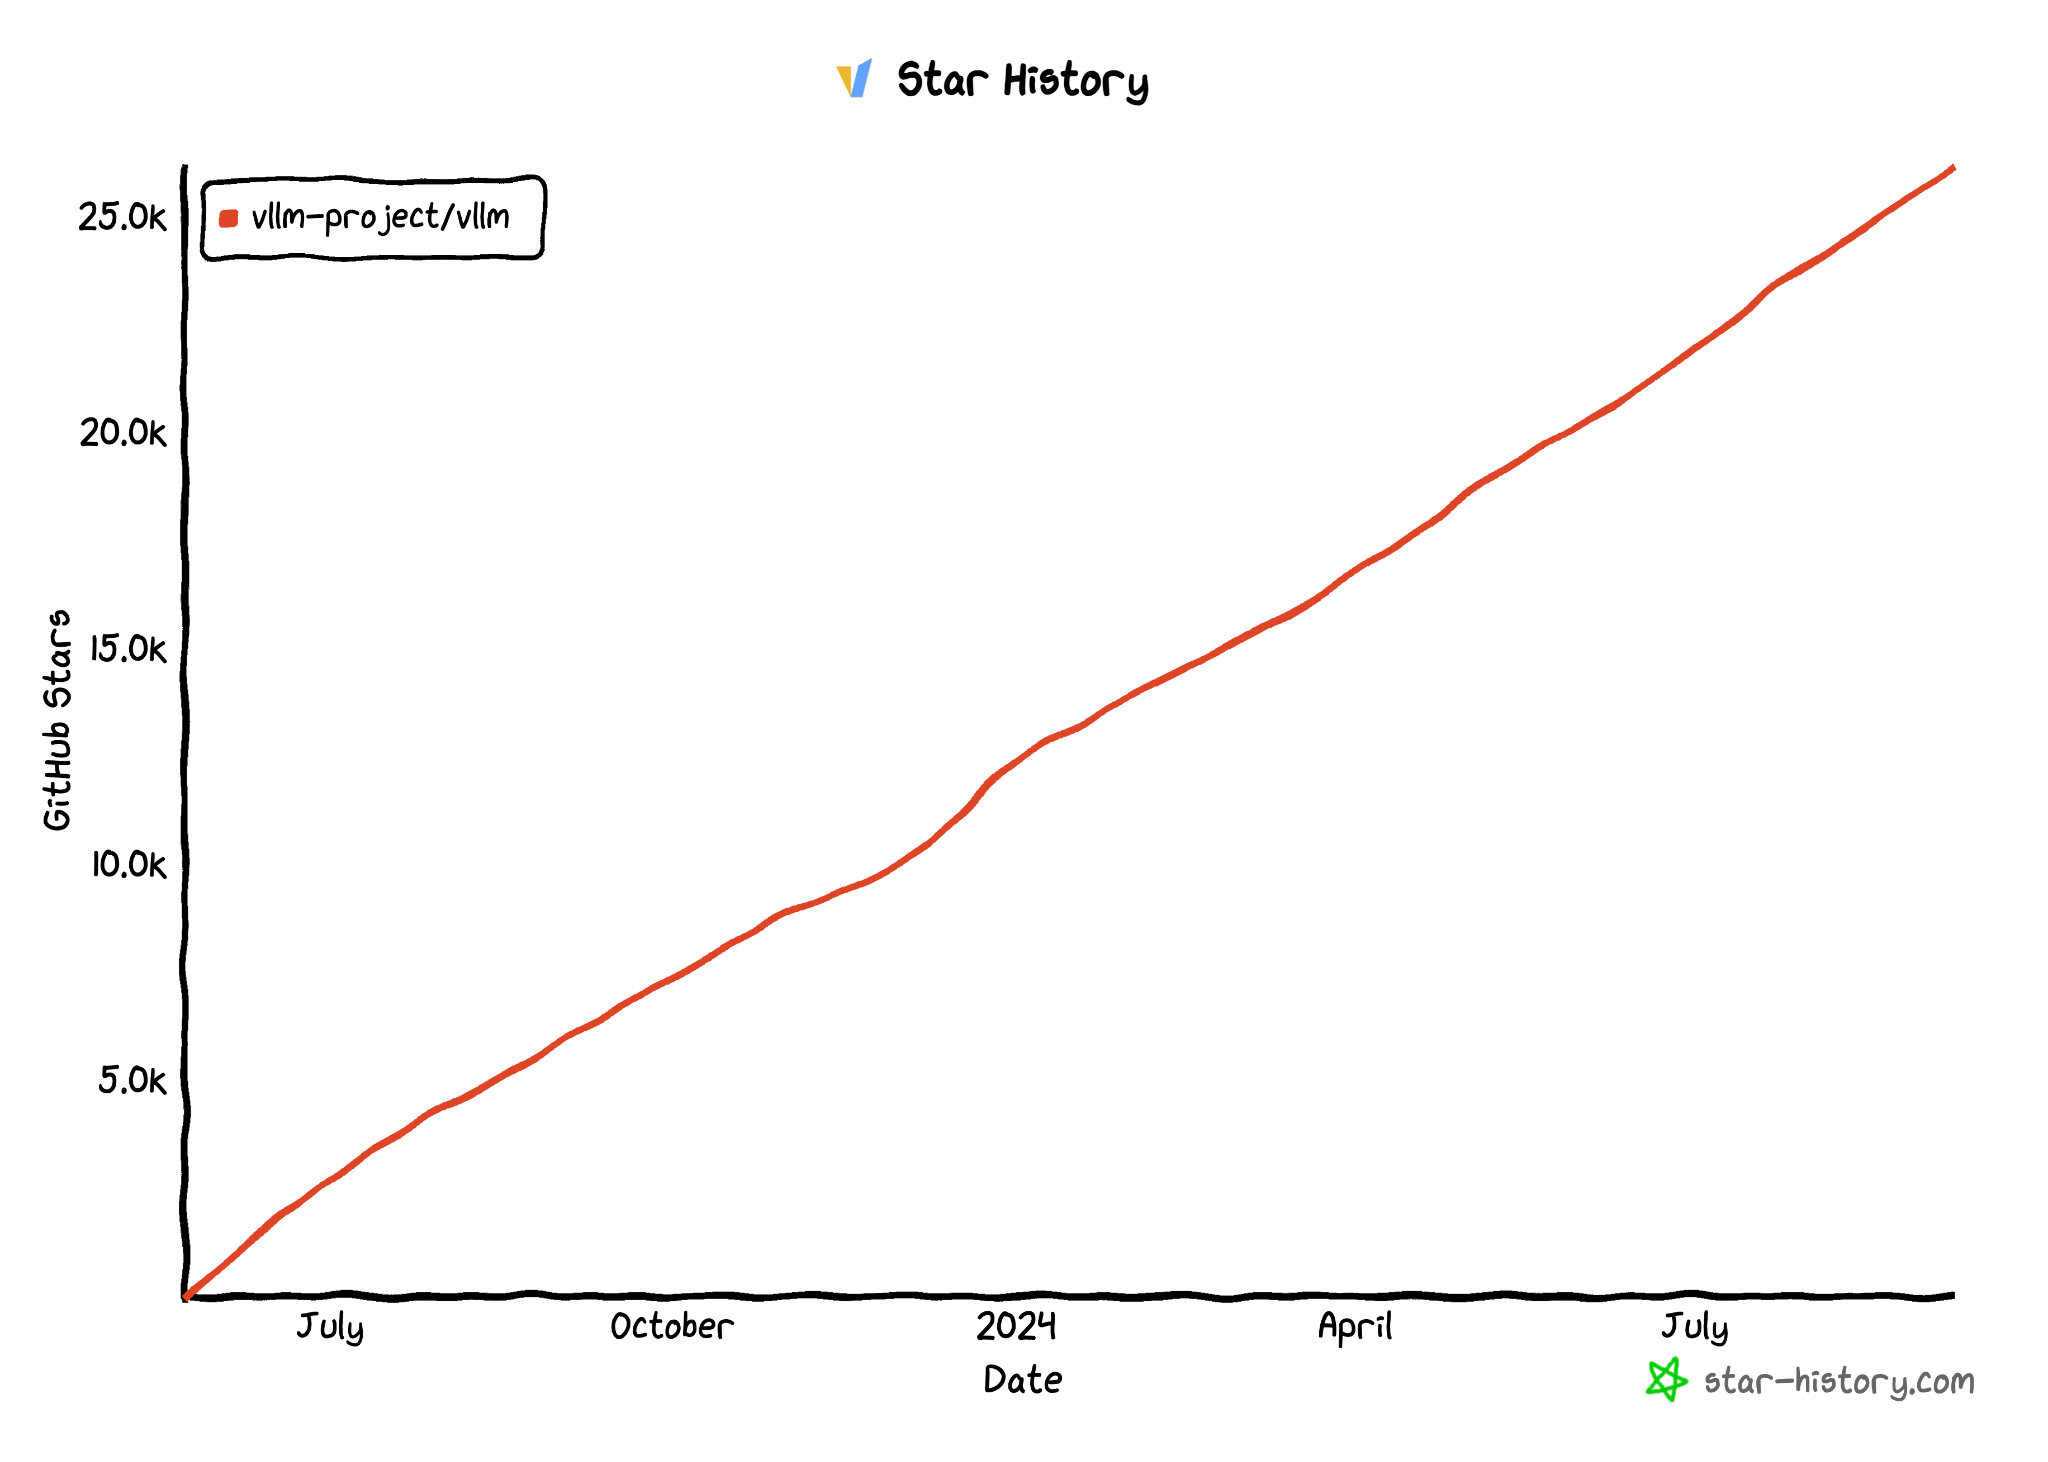 Star History
vllm-project/vllm
25.0k
20.0k
15.0k
10.0k
5.0k
GitHub Stars
July
October
2024
April
July
Date
star-history.com